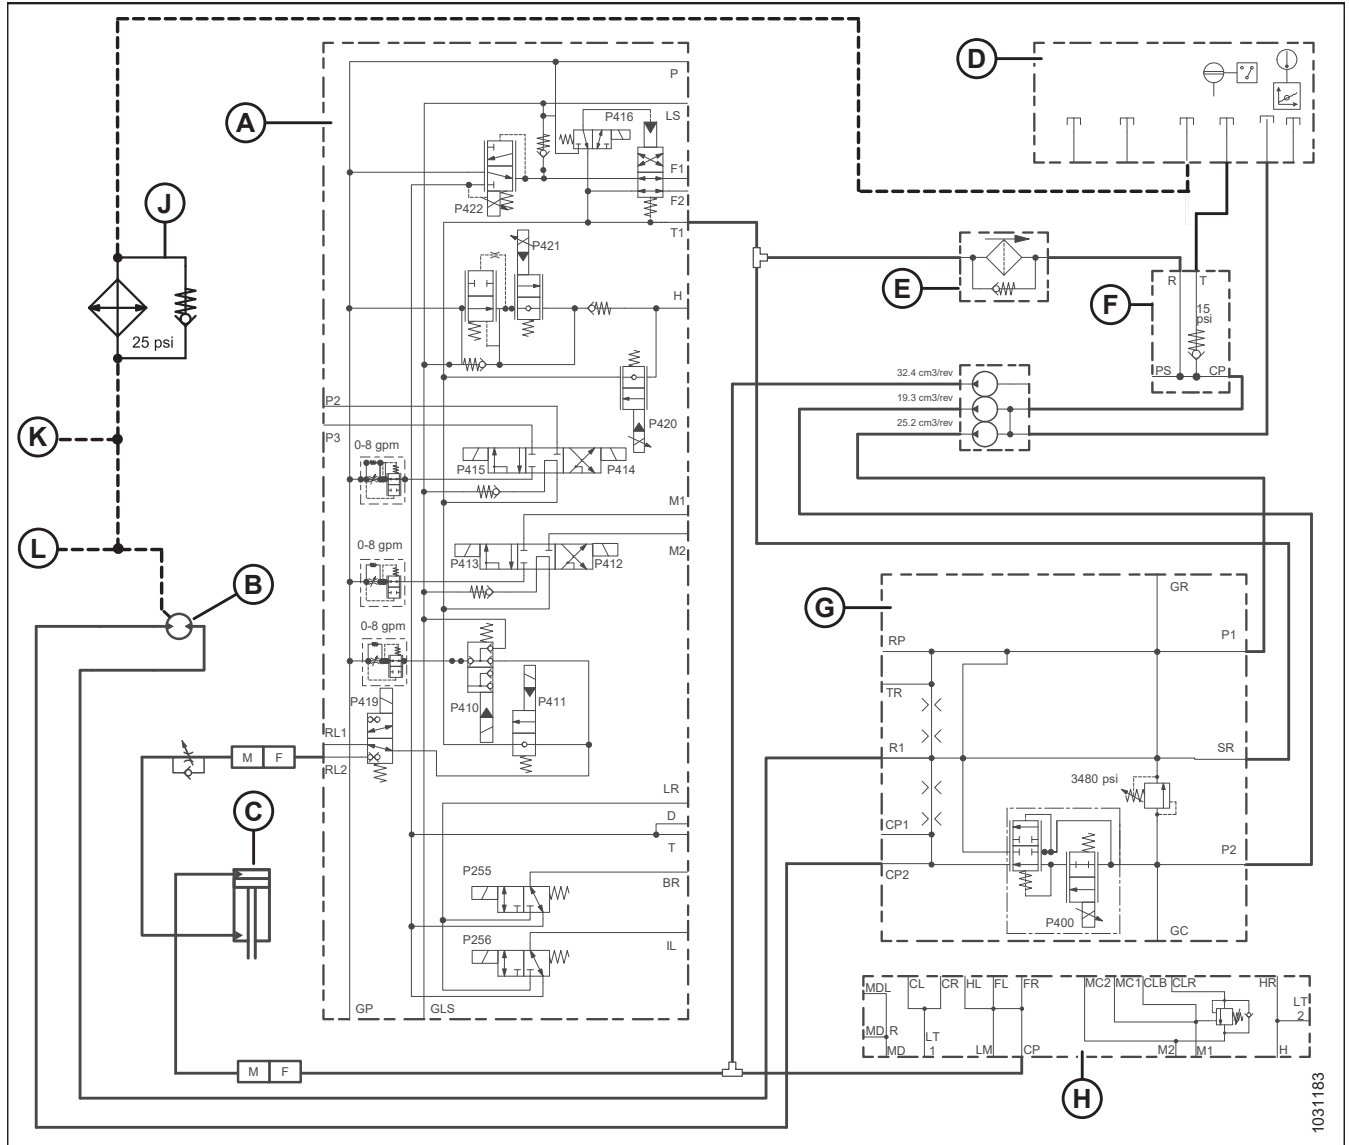 D
P
A
P416
LS
F1
P422
F2
T1
J
P421
E
R
T
F
H
15
psi
25 psi
PS
CP
32.4 cm3/rev
P2
19.3 cm3/rev
P420
25.2 cm3/rev
K
P3
0-8 gpm
P415
P414
M1
L
0-8 gpm
M2
P413
P412
B
G
GR
0-8 gpm
RP
P1
TR
P419
P410
P411
RL1
R1
SR
M
F
RL2
3480 psi
LR
C
D
CP1
T
P2
P255
BR
CP2
P400
GC
P256
IL
MDL
CL
CR
HL
FL
FR
MC2
MC1
CLB
CLR
HR
GP
GLS
LT
2
MD_R
LT
1
MD
LM
CP
M2
M1
H
M
F
H
1031183